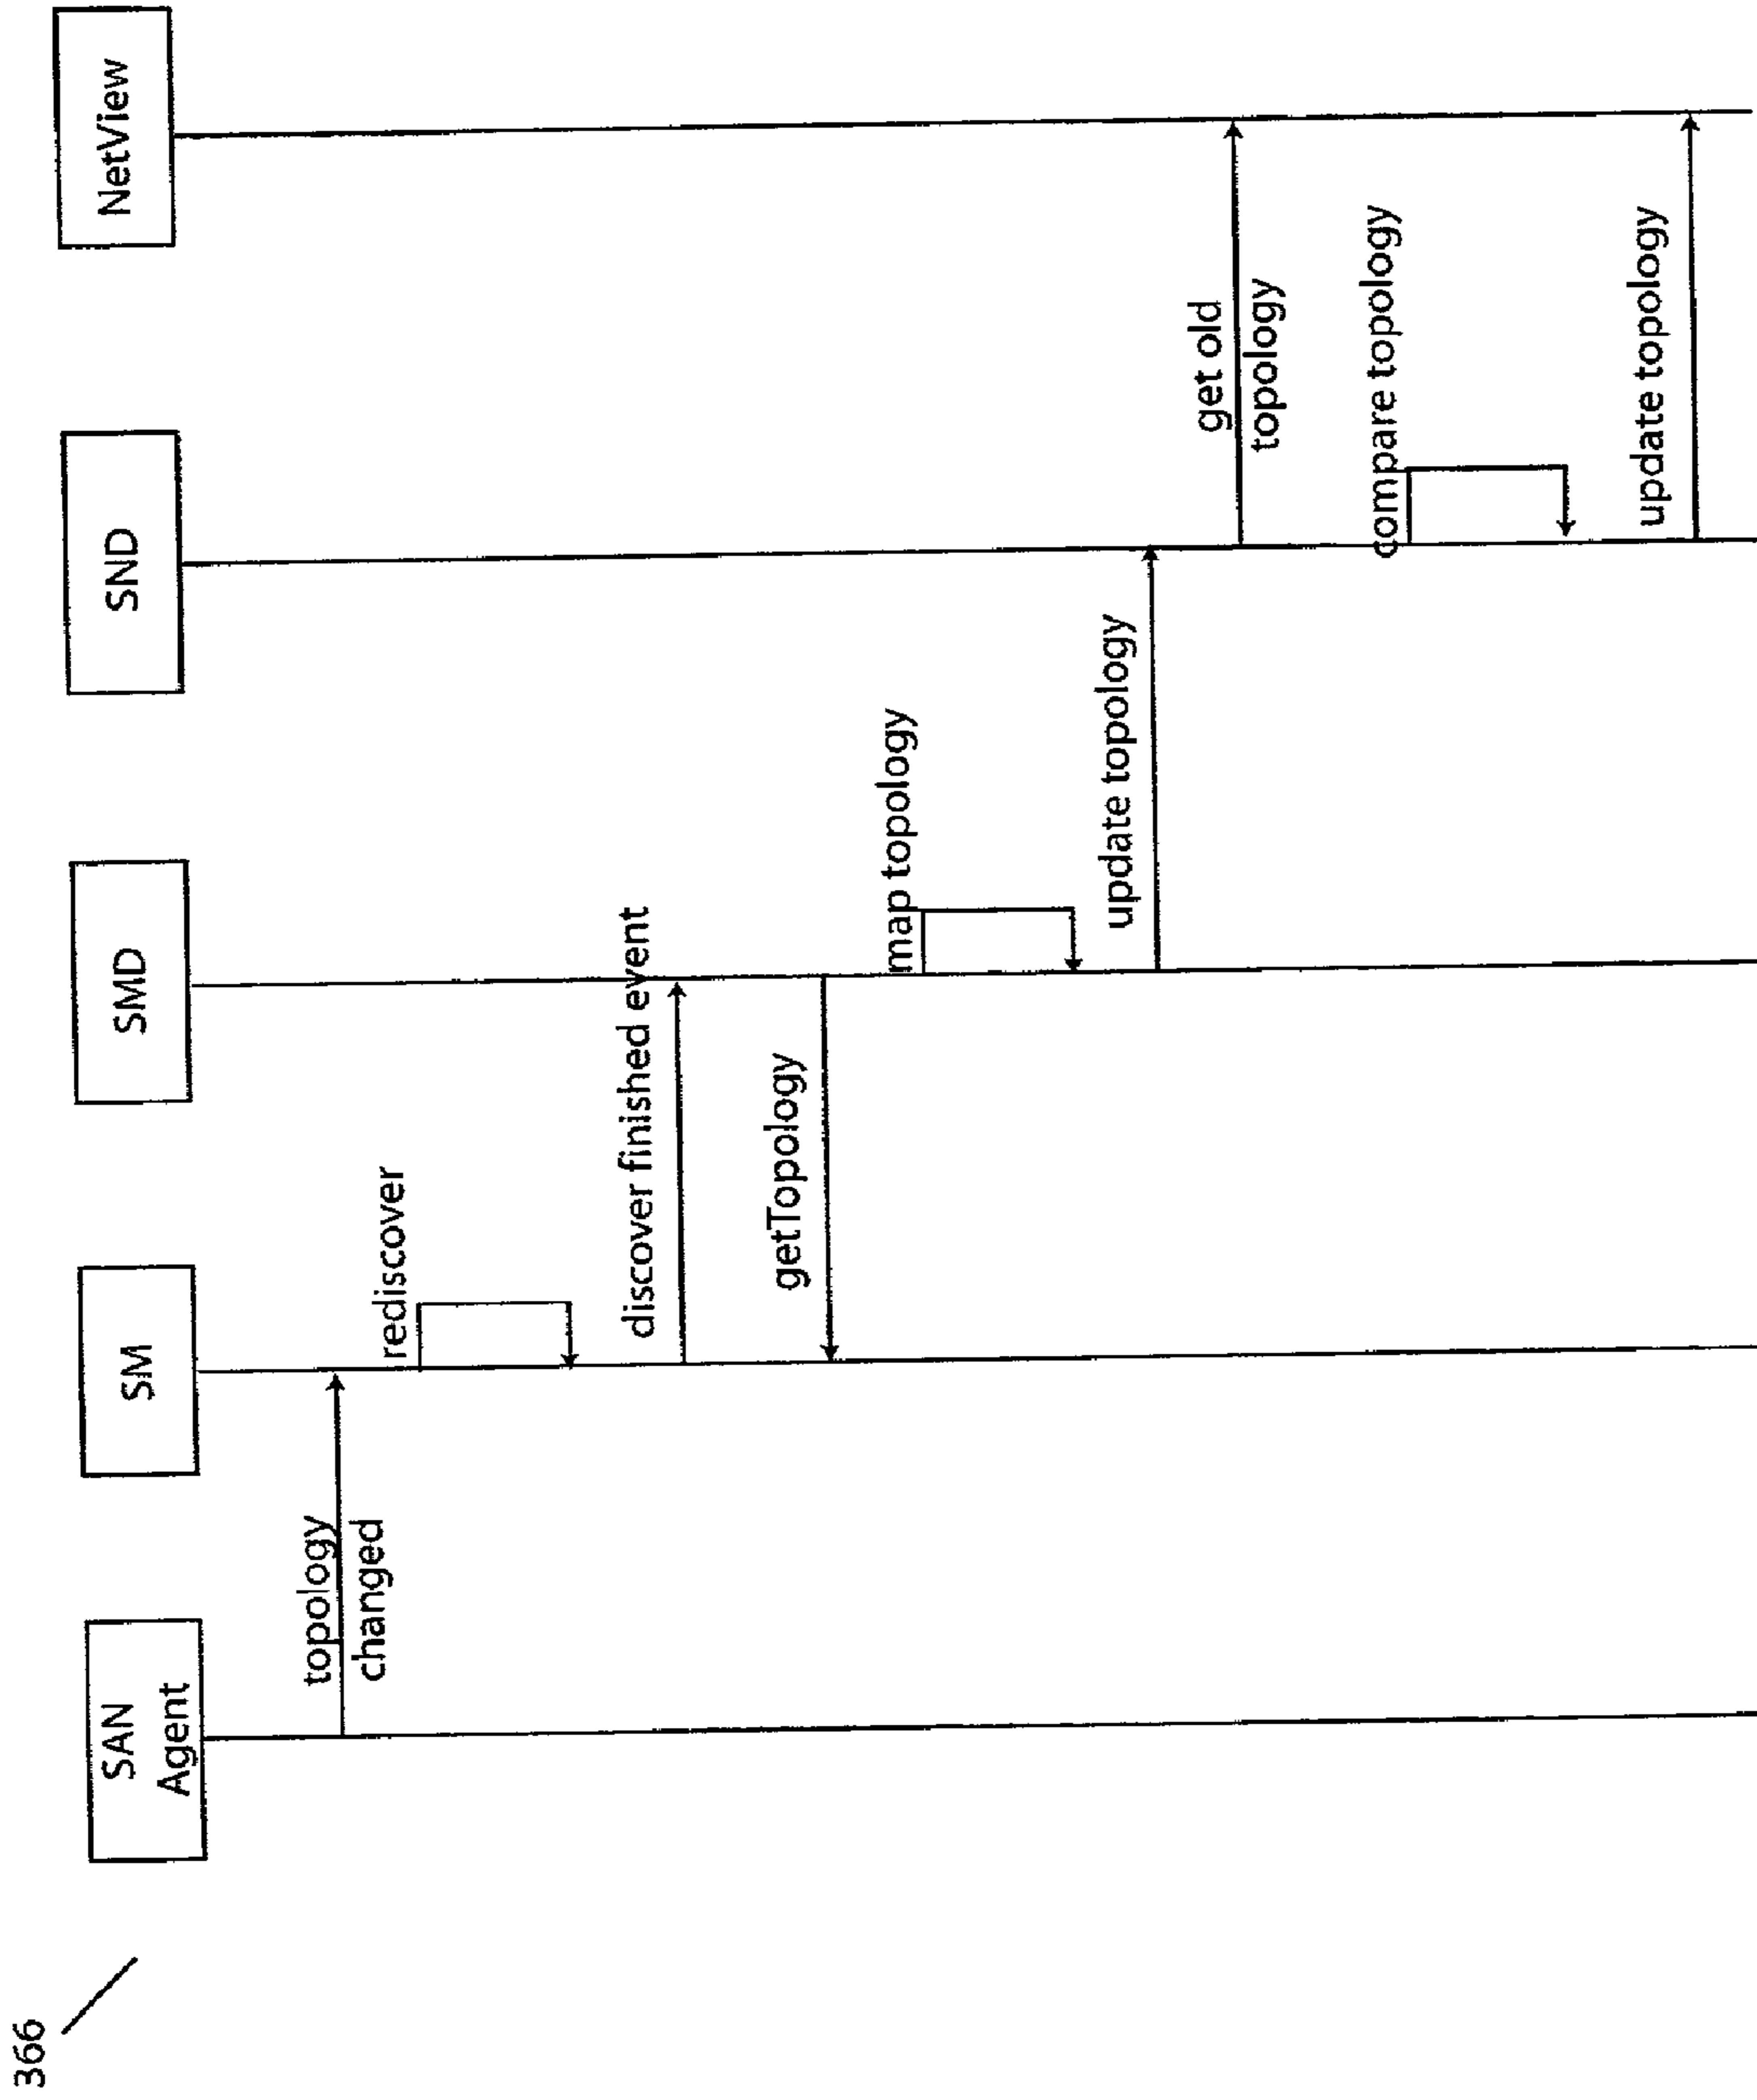 366
SAN
Agent
SM
SMD
SND
NetView
topology
changed
rediscover
discover finished event
getTopology
map topology
update topology
get old
topology
compare topology
update topology